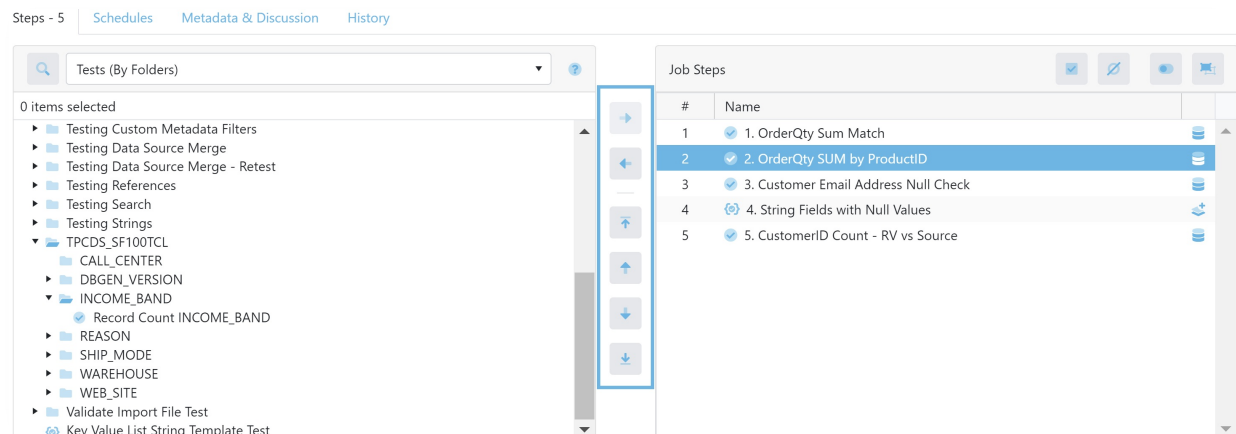 Steps - 5 Schedules Metadata & Discussion History
Tests (By Folders) ?
0 items selected
Testing Custom Metadata Filters
Testing Data Source Merge
Testing Data Source Merge - Retest
Testing References
Testing Search
Testing Strings
TPCDS_SF100TCL
CALL_CENTER
DBGEN_VERSION
INCOME_BAND
Record Count INCOME_BAND
REASON
SHIP_MODE
WAREHOUSE
WEB_SITE
Validate Import File Test
Key Value List String Template Test
Job Steps
# Name
1 1. OrderQty Sum Match
2 2. OrderQty SUM by ProductID
3 3. Customer Email Address Null Check
4 4. String Fields with Null Values
5 5. CustomerID Count - RV vs Source